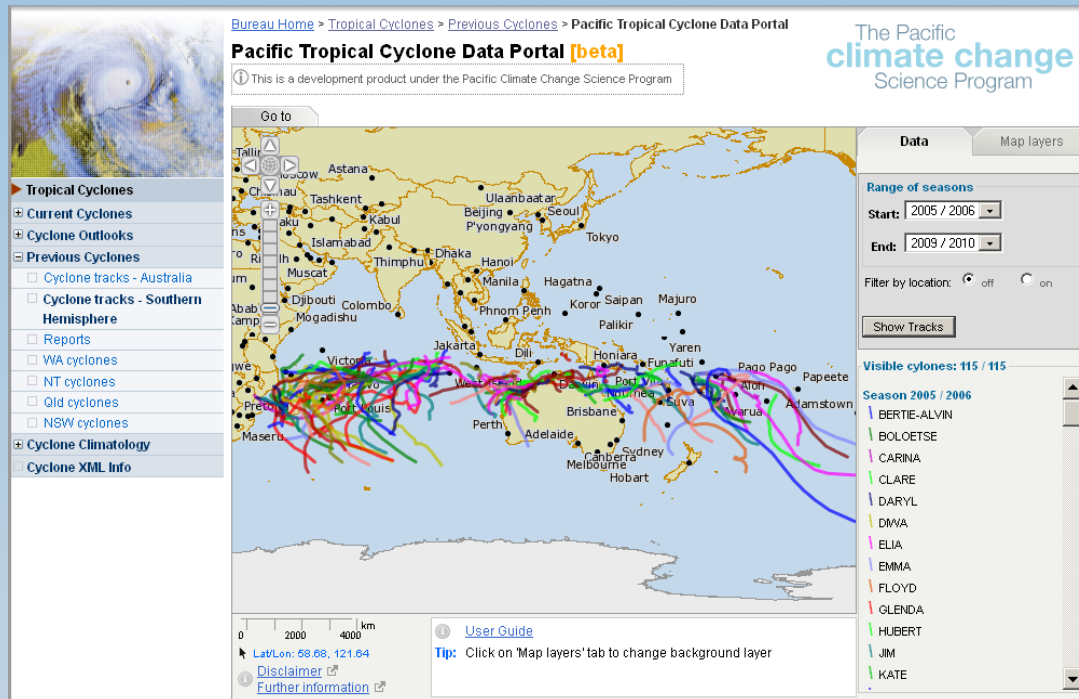 Bureau Home > Tropical Cyclones > Previous Cyclones > Pacific Tropical Cyclone Data Portal
Pacific Tropical Cyclone Data Portal [beta]
This is a development product under the Pacific Climate Change Science Program
The Pacific
climate change
Science Program
Tropical Cyclones
Current Cyclones
Cyclone Outlooks
Previous Cyclones
Cyclone tracks - Australia
Cyclone tracks - Southern
Hemisphere
Reports
WA cyclones
NT cyclones
Qld cyclones
NSW cyclones
Cyclone Climatology
Cyclone XML Info
Go to
Astana
Ulaanbaatar
Tashkent
Beijing
Seoul
Kabul
P'yongyang
Tokyo
Islamabad
Thimphu
Dhaka
Muscat
Hanoi
Manila
Hagatna
Djibouti
Colombo
Koror
Saipan
Majuro
Mogadishu
Phnom Penh
Palikir
Jakarta
Dili
Honiara
Yaren
Funafuti
Victoria
West Island
Darwin
Port Vila
Pago Pago
Alofi
Papeete
Port Louis
Noumea
Suva
Avarua
Adamstown
Brisbane
Maseru
Perth
Adelaide
Sydney
Canberra
Melbourne
Hobart
Data
Map layers
Range of seasons
Start: 2005 / 2006
End: 2009 / 2010
Filter by location: off on
Show Tracks
Visible cylones: 115 / 115
Season 2005 / 2006
BERTIE-ALVIN
BOLOETSE
CARINA
CLARE
DARYL
DIWA
ELIA
EMMA
FLOYD
GLENDA
HUBERT
JIM
KATE
km
0 2000 4000
Lat/Lon: 58.68, 121.64
Disclaimer
Further information
User Guide
Tip: Click on 'Map layers' tab to change background layer